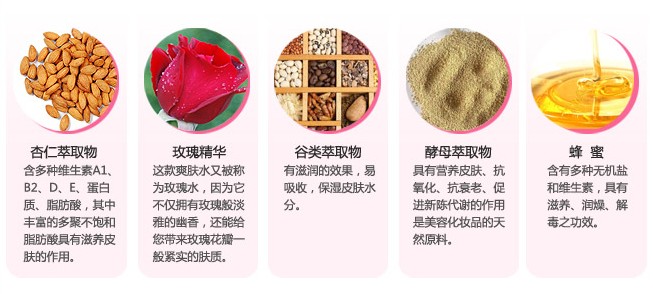 杏仁萃取物
含多种维生素A1、
B2、D、E、蛋白
质、脂肪酸，其中
丰富的多聚不饱和
脂肪酸具有滋养皮
肤的作用。
玫瑰精华
这款爽肤水又被称
为玫瑰水，因为它
不仅拥有玫瑰般淡
雅的幽香，还能给
您带来玫瑰花瓣一
般紧实的肤质。
谷类萃取物
有滋润的效果，易
吸收，保湿皮肤水
分。
酵母萃取物
具有营养皮肤、抗
氧化、抗衰老、促
进新陈代谢的作用
是美容化妆品的天
然原料。
蜂 蜜
含有多种无机盐
和维生素，具有
滋养、润燥、解
毒之功效。